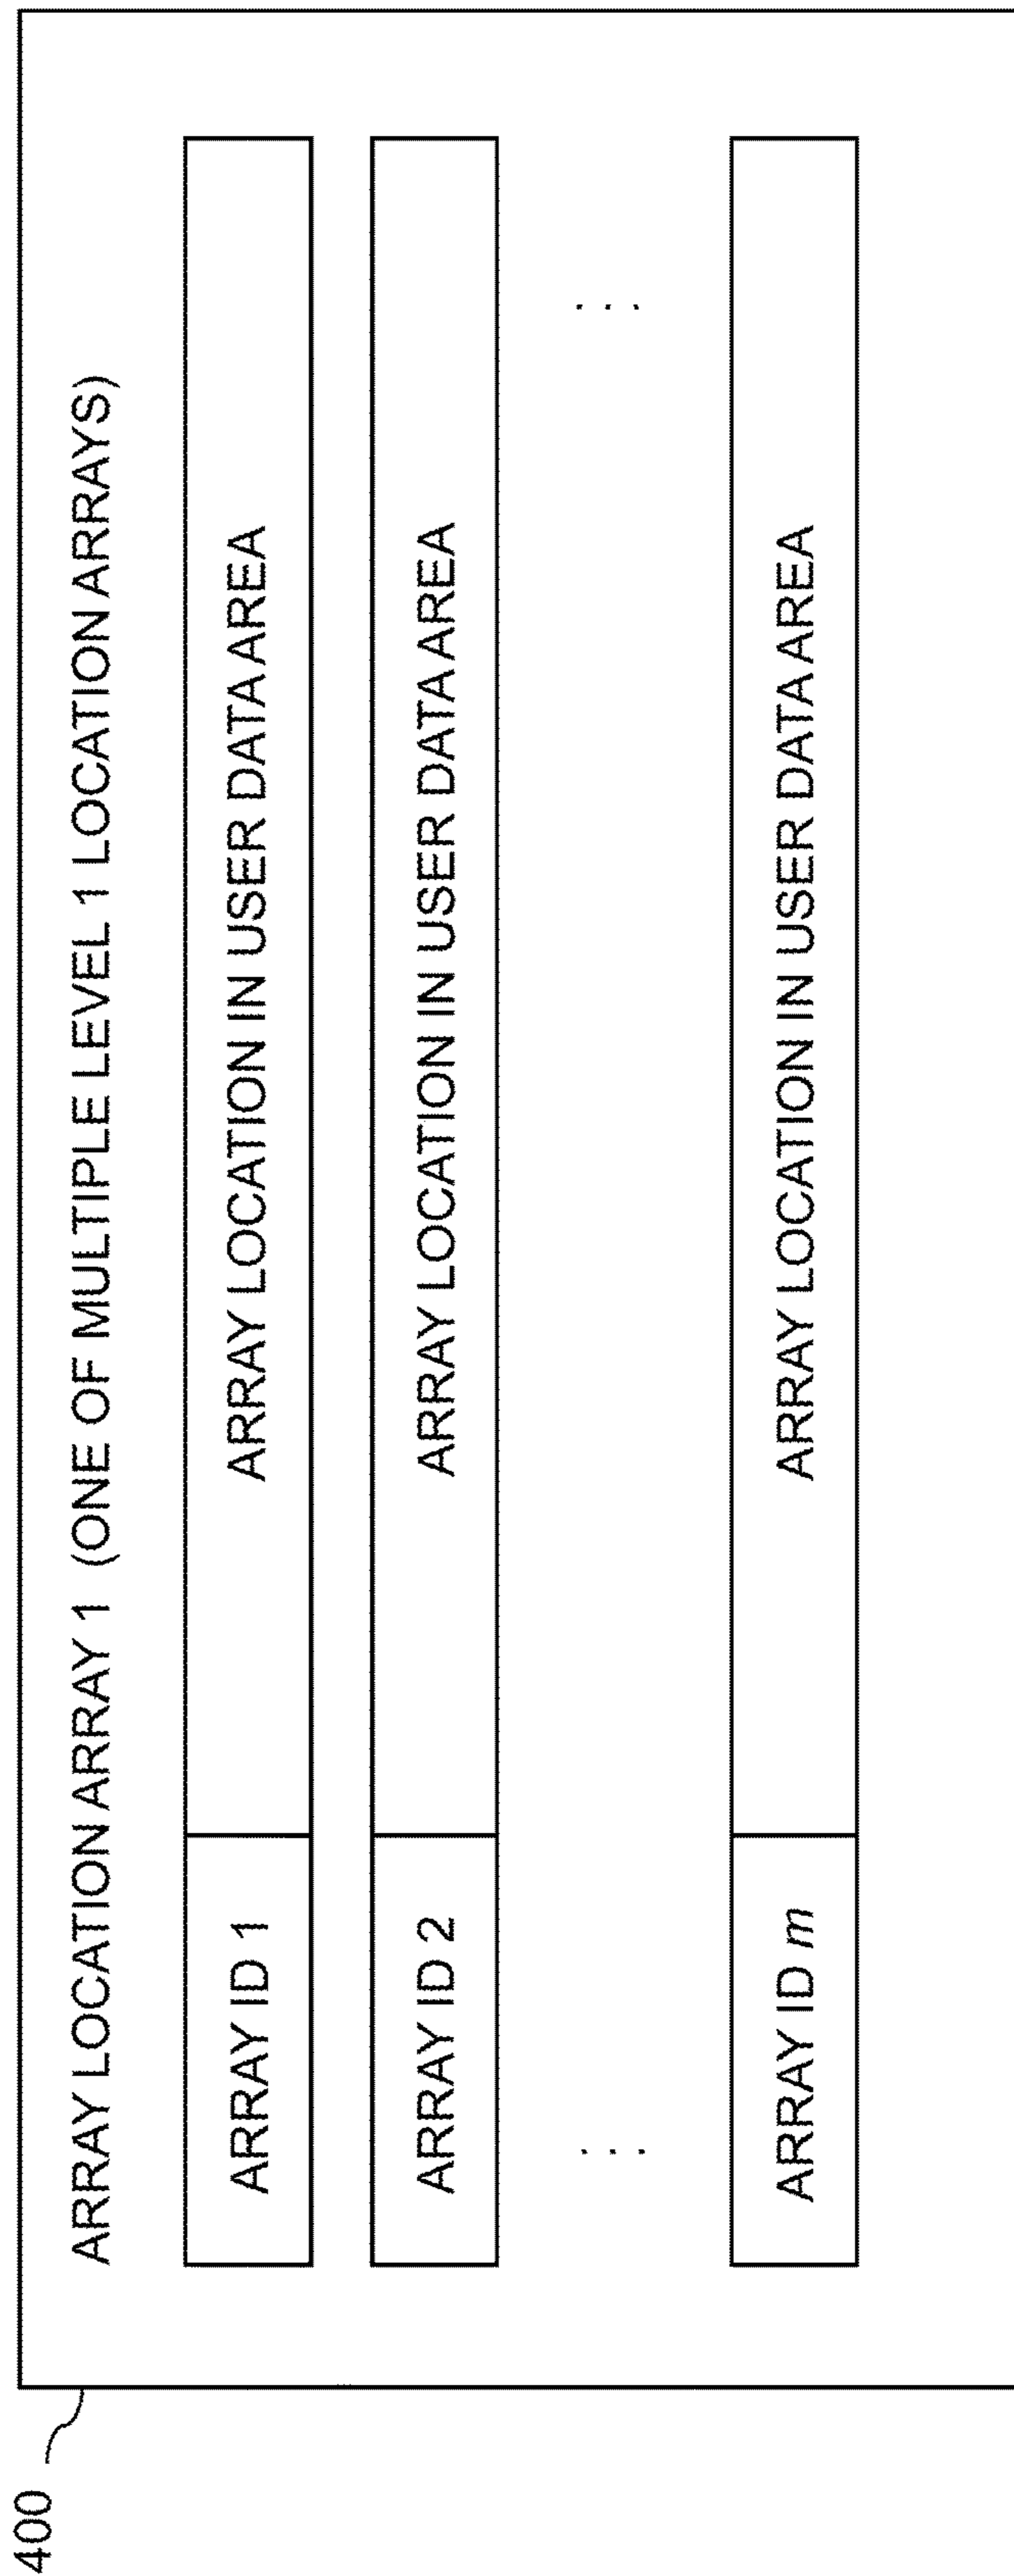 400
ARRAY LOCATION ARRAY 1 (ONE OF MULTIPLE LEVEL 1 LOCATION ARRAYS)
ARRAY ID 1 ARRAY LOCATION IN USER DATA AREA
ARRAY ID 2 ARRAY LOCATION IN USER DATA AREA
. . . . . .
ARRAY ID m ARRAY LOCATION IN USER DATA AREA